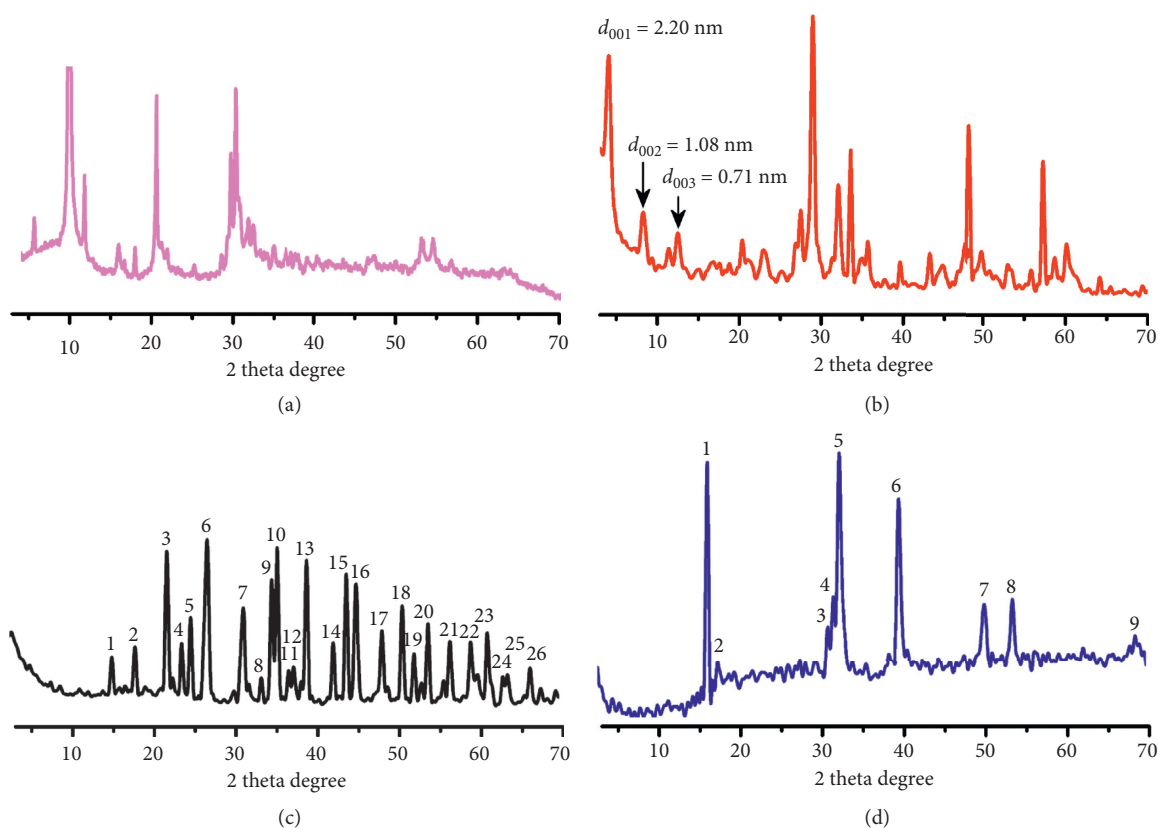 10 20 30 40 50 60 70
2 theta degree
(a)
d001 = 2.20 nm
d002 = 1.08 nm
d003 = 0.71 nm
10 20 30 40 50 60 70
2 theta degree
(b)
1 2 3 4 5 6 7 8 9 10 11 12 13 14 15 16 17 18 19 20 21 22 23 24 25 26
10 20 30 40 50 60 70
2 theta degree
(c)
1 2 3 4 5 6 7 8 9
10 20 30 40 50 60 70
2 theta degree
(d)